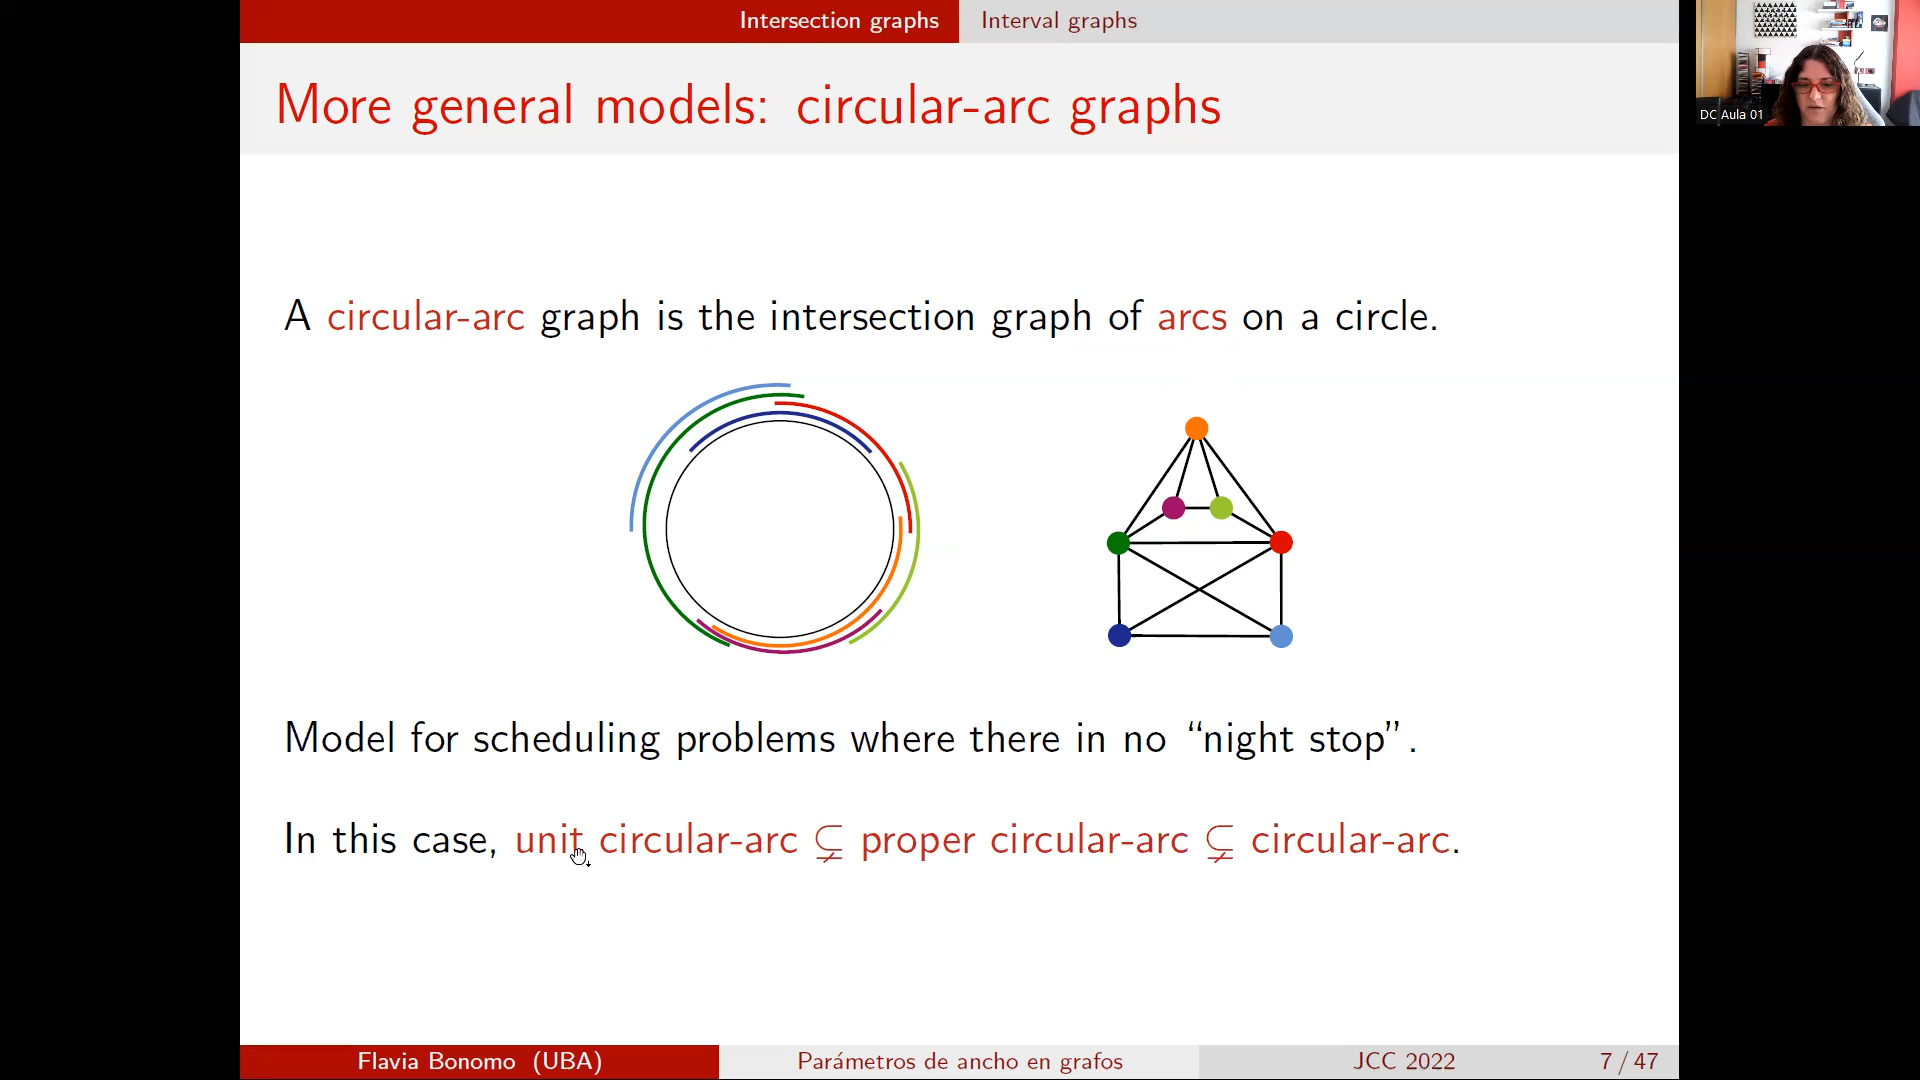 Intersection graphs Interval graphs
More general models: circular-arc graphs
DC Aula 01
A circular-arc graph is the intersection graph of arcs on a circle.
Model for scheduling problems where there in no “night stop”.
In this case, unit circular-arc ⊊ proper circular-arc ⊊ circular-arc.
Flavia Bonomo (UBA) Parámetros de ancho en grafos JCC 2022 7 / 47